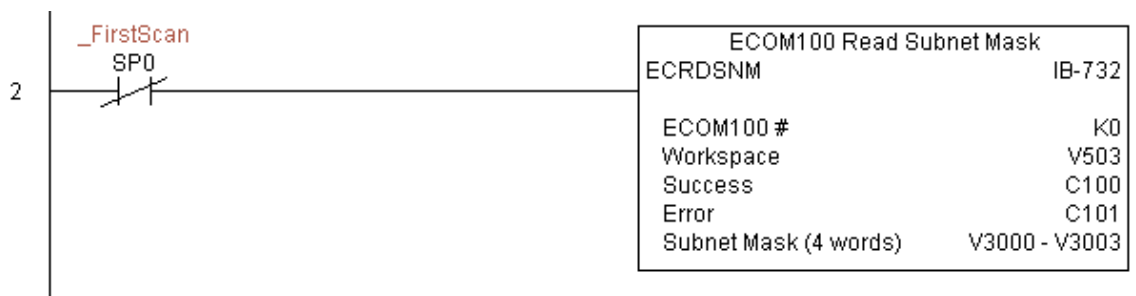 _FirstScan
SP0
2
ECOM100 Read Subnet Mask
ECRDSNM IB-732
ECOM100 # K0
Workspace V503
Success C100
Error C101
Subnet Mask (4 words) V3000 - V3003